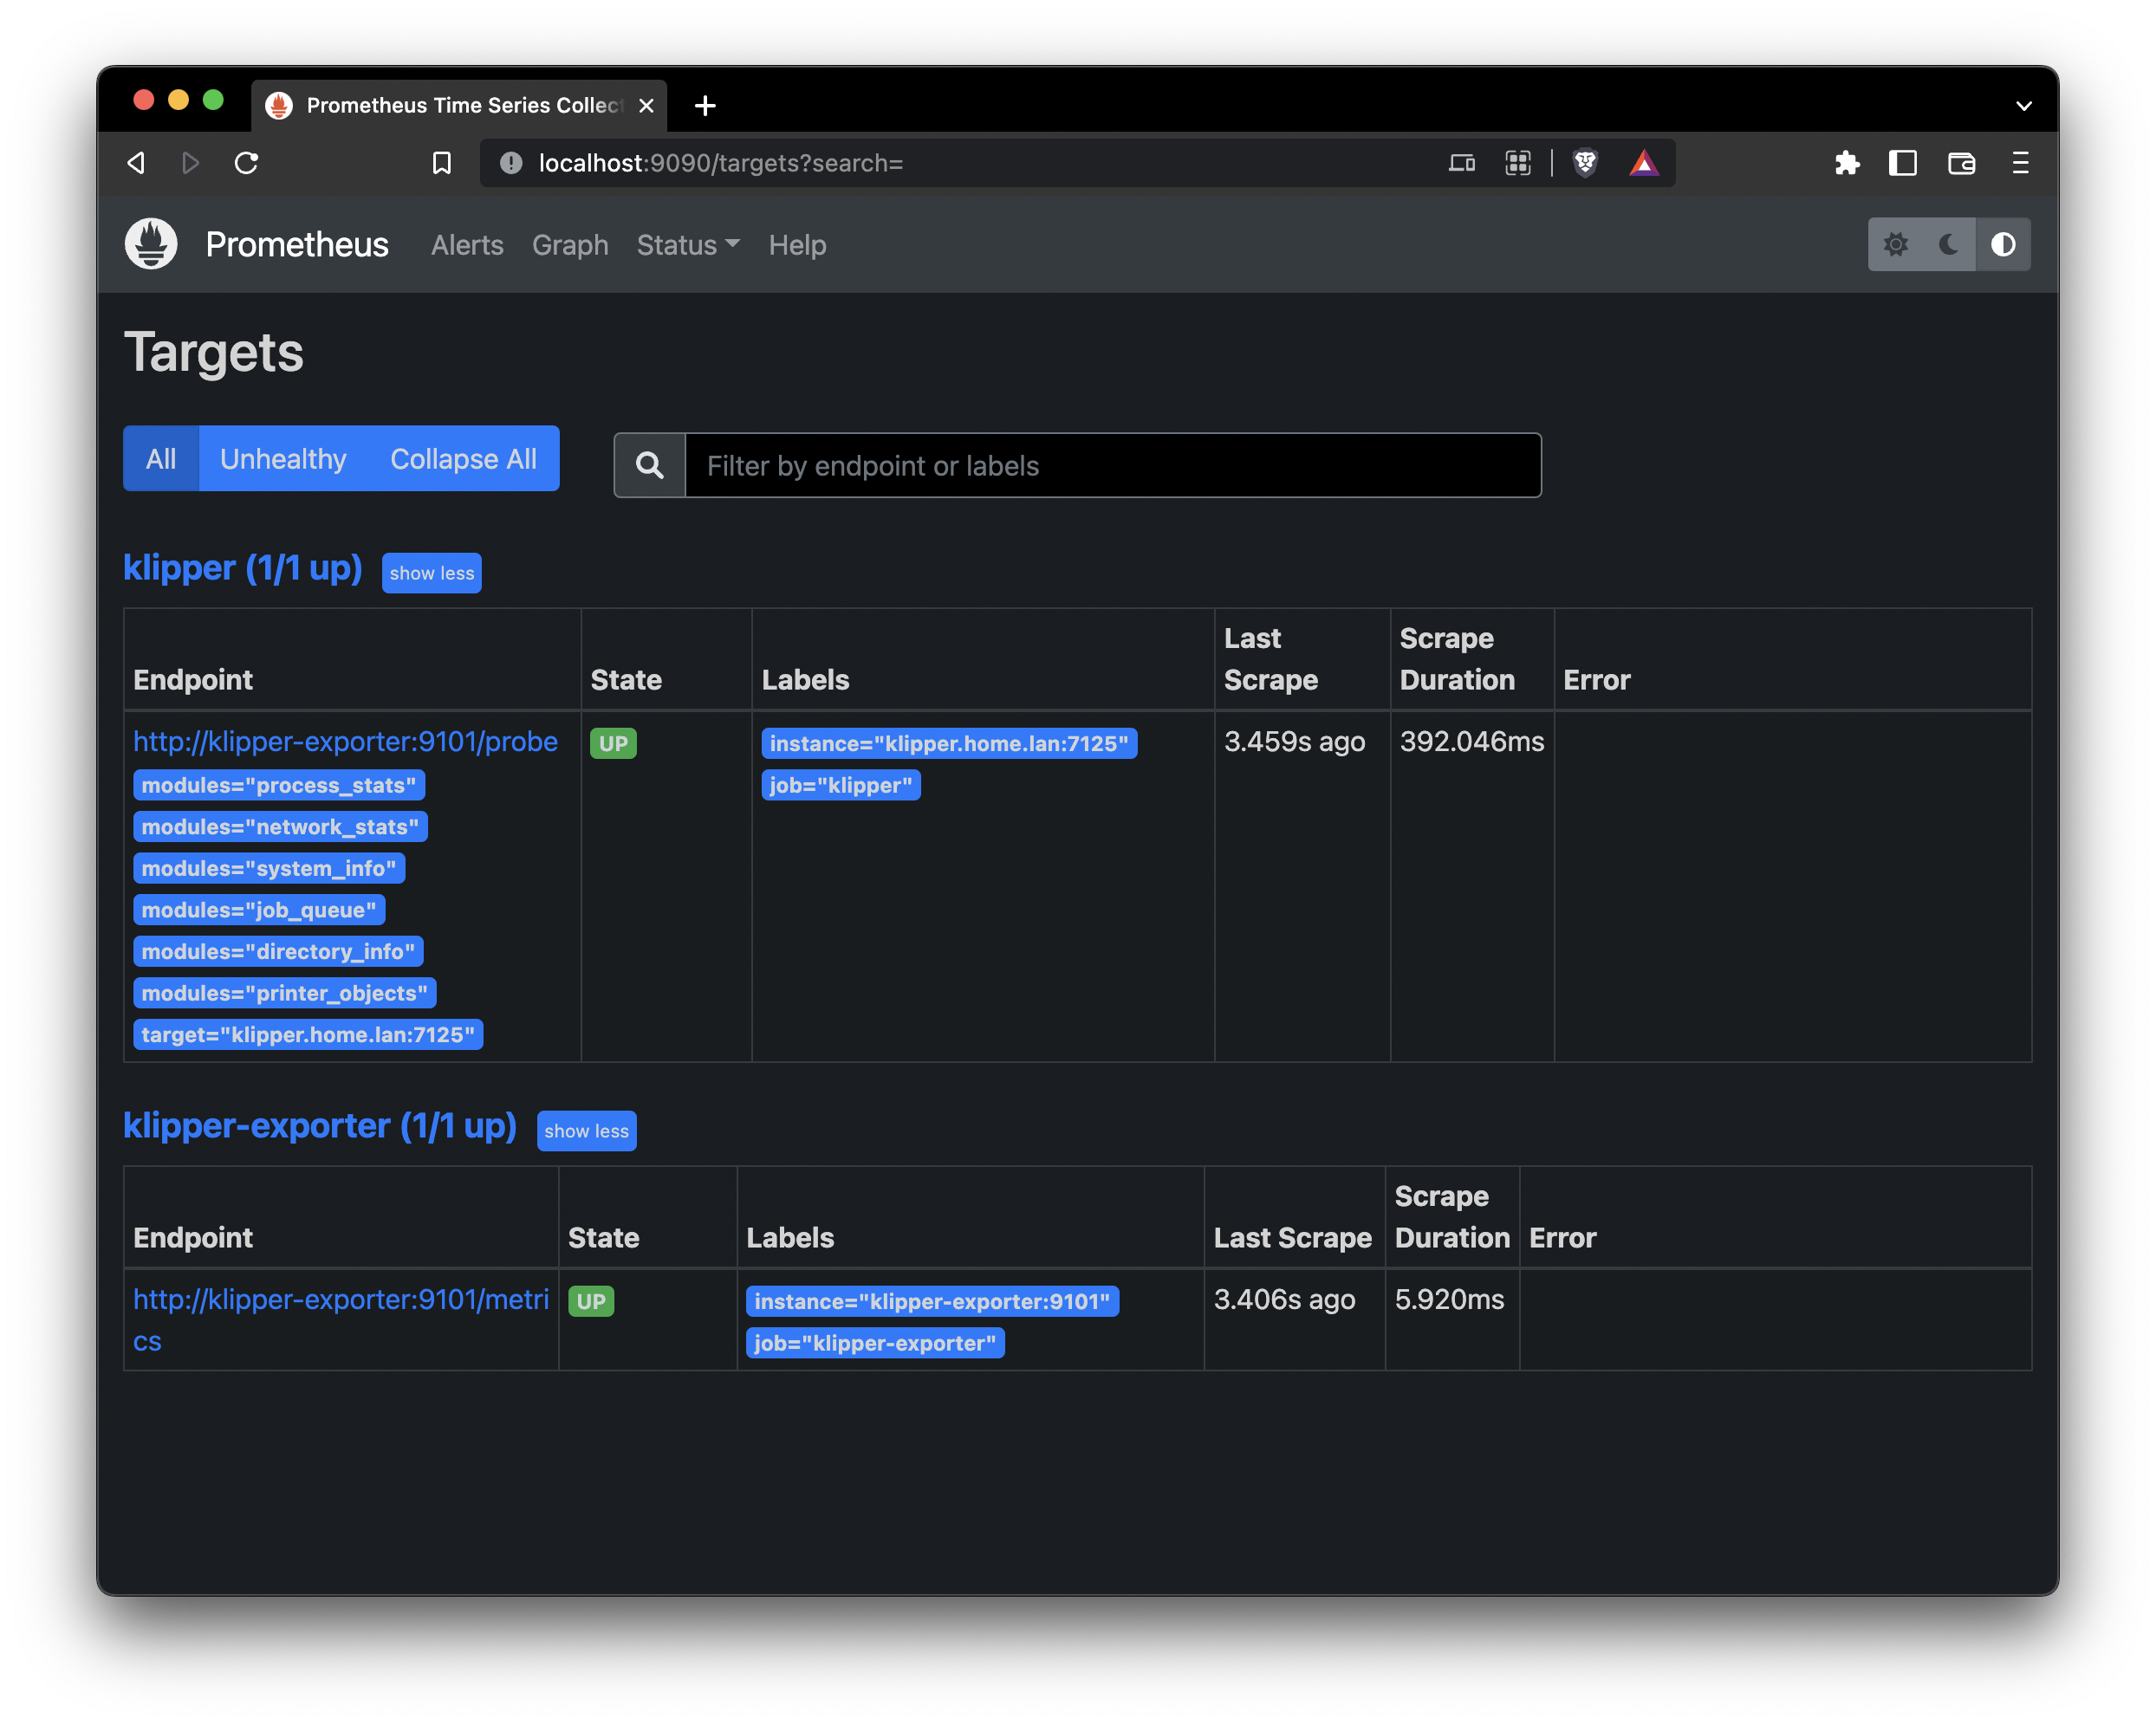 Prometheus Time Series Collec
localhost:9090/targets?search=
Prometheus Alerts Graph Status Help
Targets
All Unhealthy Collapse All
Filter by endpoint or labels
klipper (1/1 up) show less
Endpoint State Labels Last Scrape Scrape Duration Error
http://klipper-exporter:9101/probe UP instance="klipper.home.lan:7125" 3.459s ago 392.046ms
modules="process_stats" job="klipper"
modules="network_stats"
modules="system_info"
modules="job_queue"
modules="directory_info"
modules="printer_objects"
target="klipper.home.lan:7125"
klipper-exporter (1/1 up) show less
Endpoint State Labels Last Scrape Scrape Duration Error
http://klipper-exporter:9101/metri UP instance="klipper-exporter:9101" 3.406s ago 5.920ms
cs job="klipper-exporter"